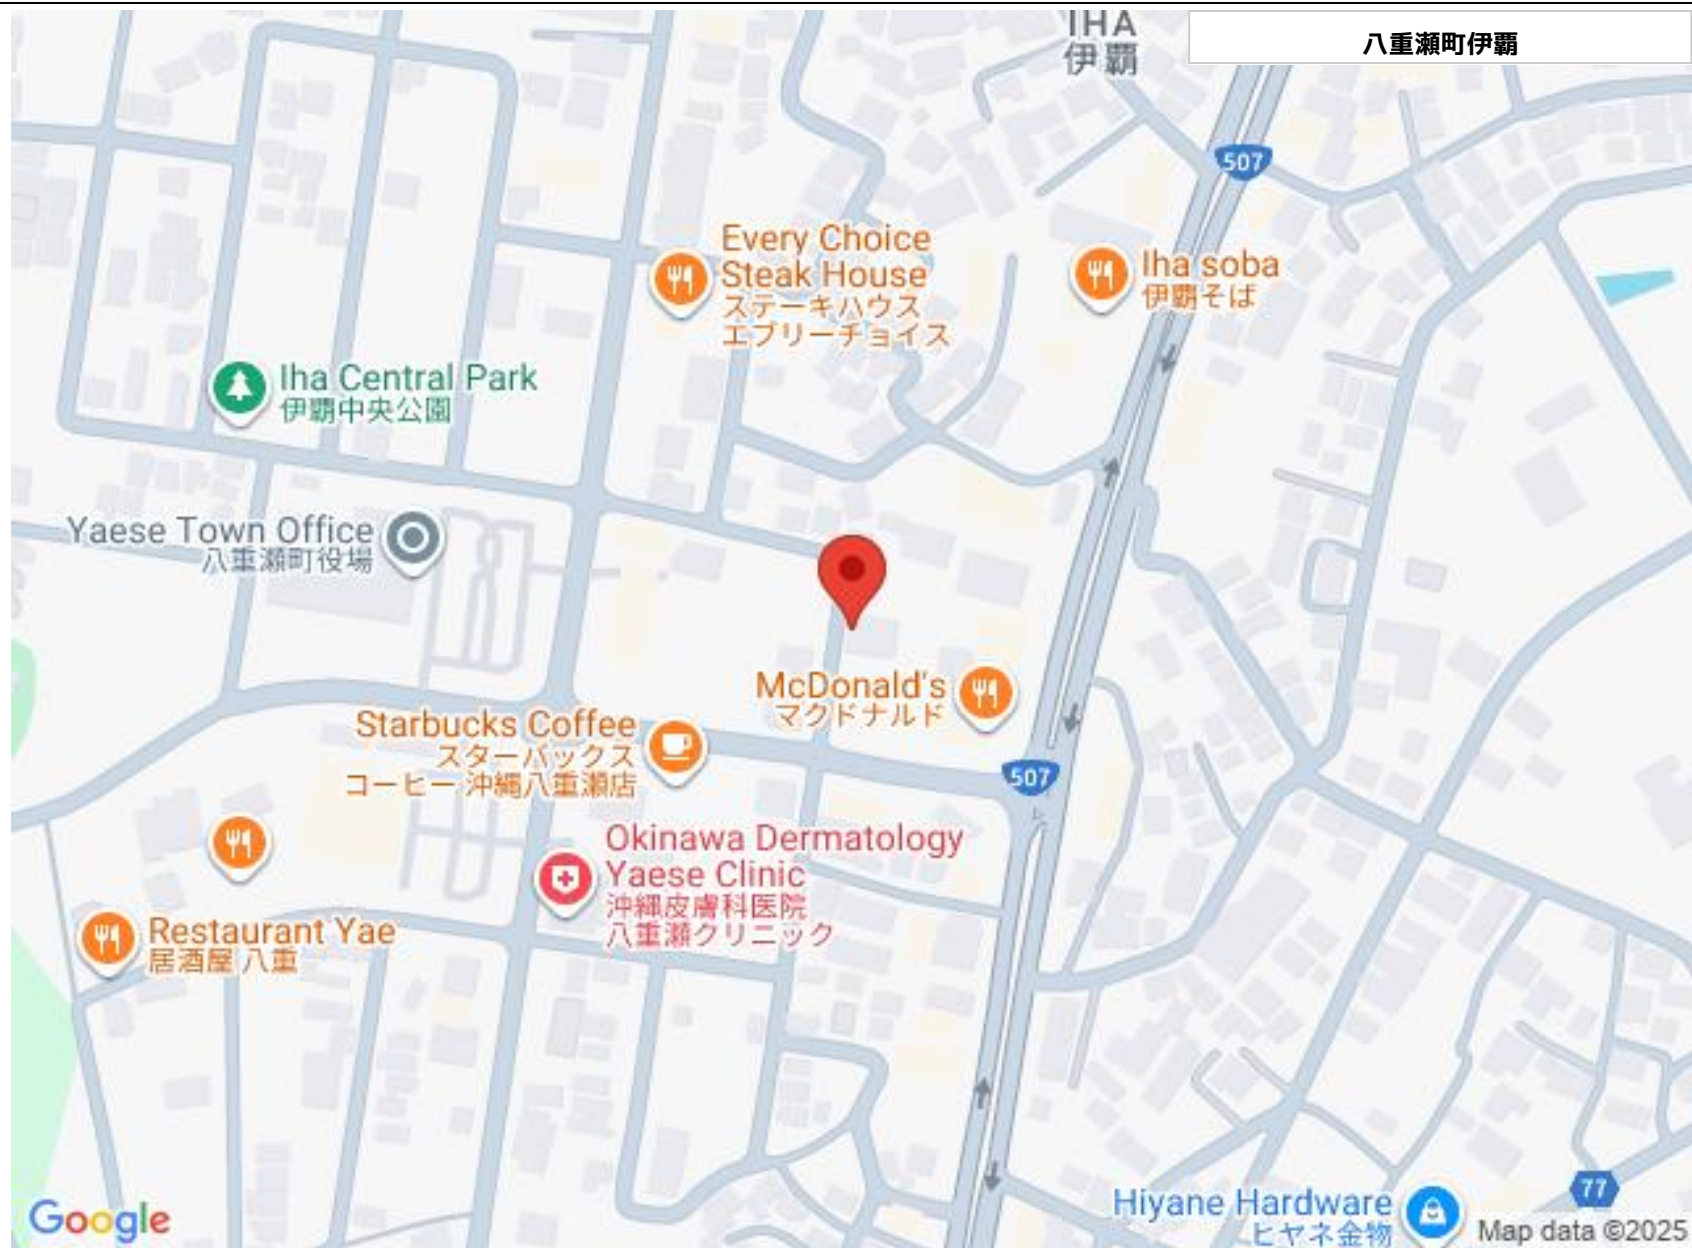 IHA
伊覇
八重瀬町伊覇
507
Every Choice
Steak House
ステーキハウス
エブリーチョイス
Iha soba
伊覇そば
Iha Central Park
伊覇中央公園
Yaese Town Office
八重瀬町役場
McDonald's
マクドナルド
Starbucks Coffee
スターバックス
コーヒー 沖縄八重瀬店
507
Okinawa Dermatology
Yaese Clinic
沖縄皮膚科医院
八重瀬クリニック
Restaurant Yae
居酒屋 八重
77
Hiyane Hardware
ヒヤネ金物
Google
Map data ©2025